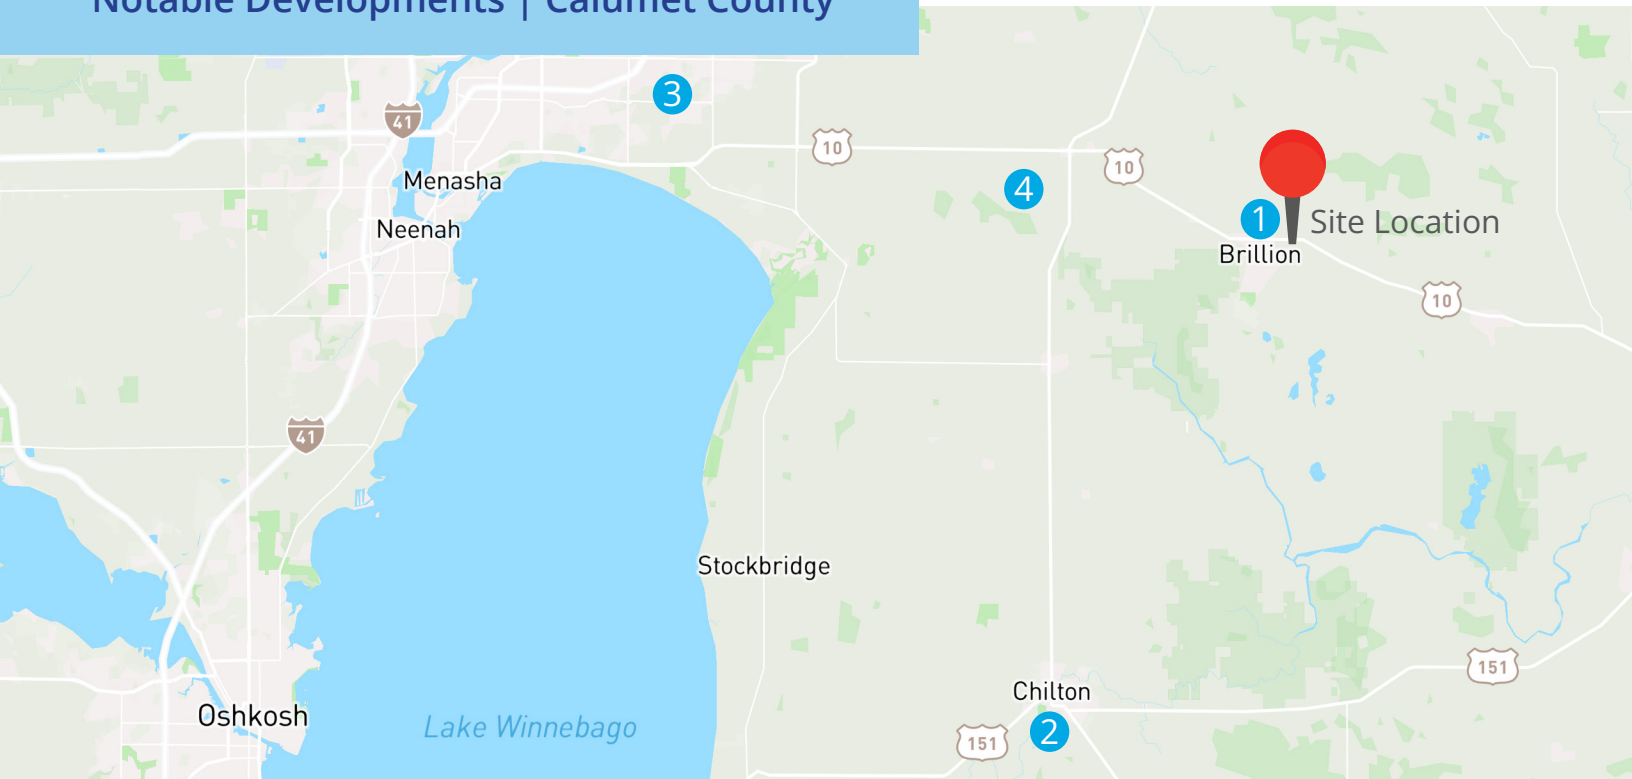 Notable Developments | Calumet County
3
41
10
10
Menasha
4
1
Site Location
Neenah
Brillion
10
41
Stockbridge
151
Chilton
Oshkosh
Lake Winnebago
2
151